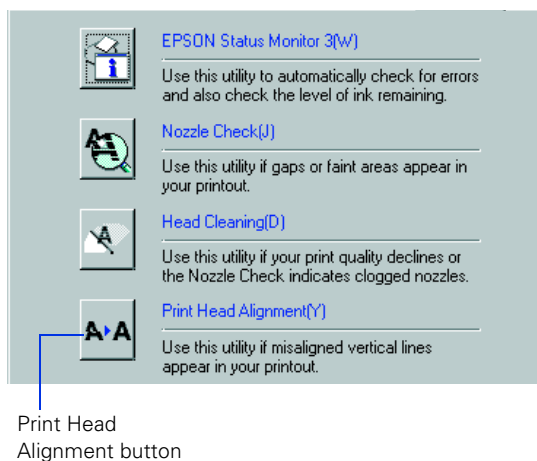 EPSON Status Monitor 3(W)
Use this utility to automatically check for errors
and also check the level of ink remaining.
Nozzle Check(J)
Use this utility if gaps or faint areas appear in
your printout.
Head Cleaning(D)
Use this utility if your print quality declines or
the Nozzle Check indicates clogged nozzles.
Print Head Alignment(Y)
Use this utility if misaligned vertical lines
appear in your printout.
Print Head
Alignment button